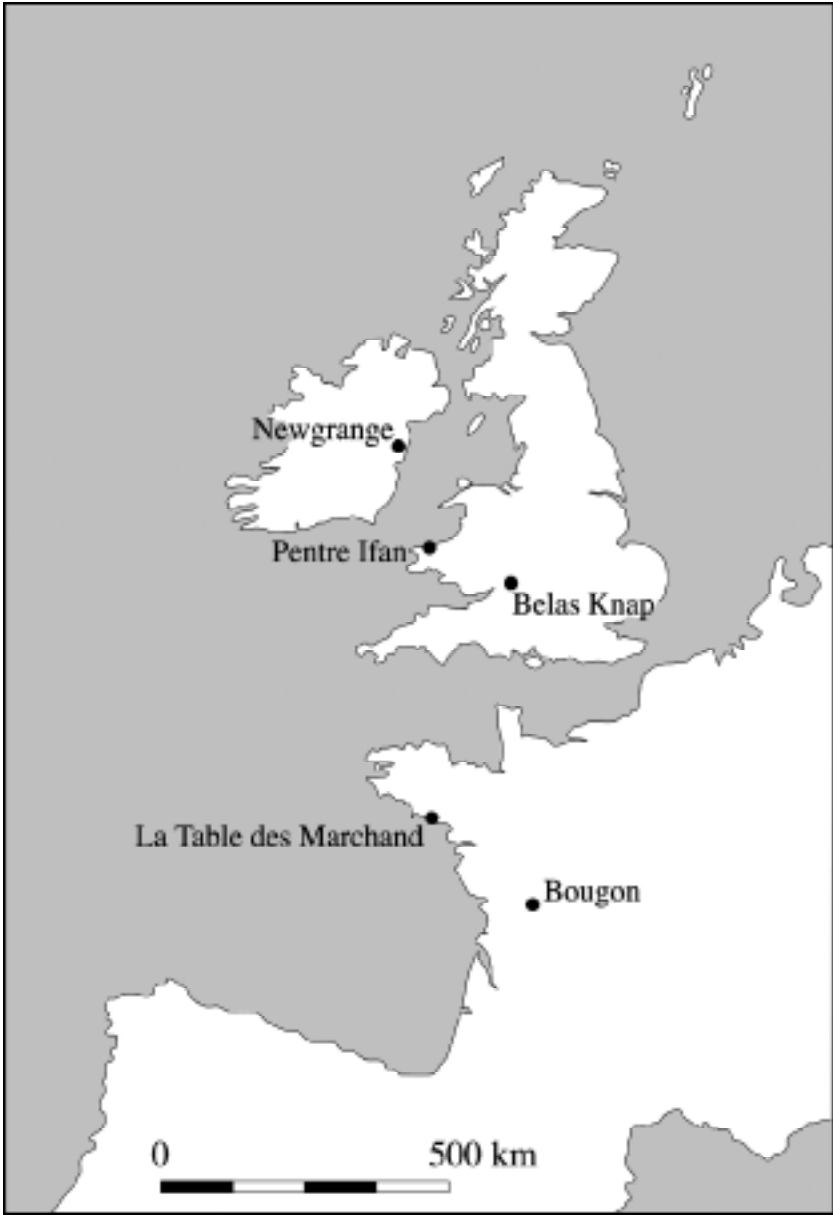 Newgrange
Pentre Ifan
Belas Knap
La Table des Marchand
Bougon
0 500 km